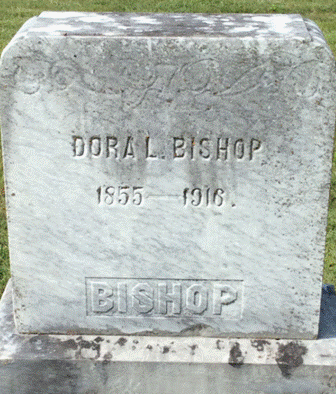 DORA L. BISHOP
1855 — 1916.
BISHOP